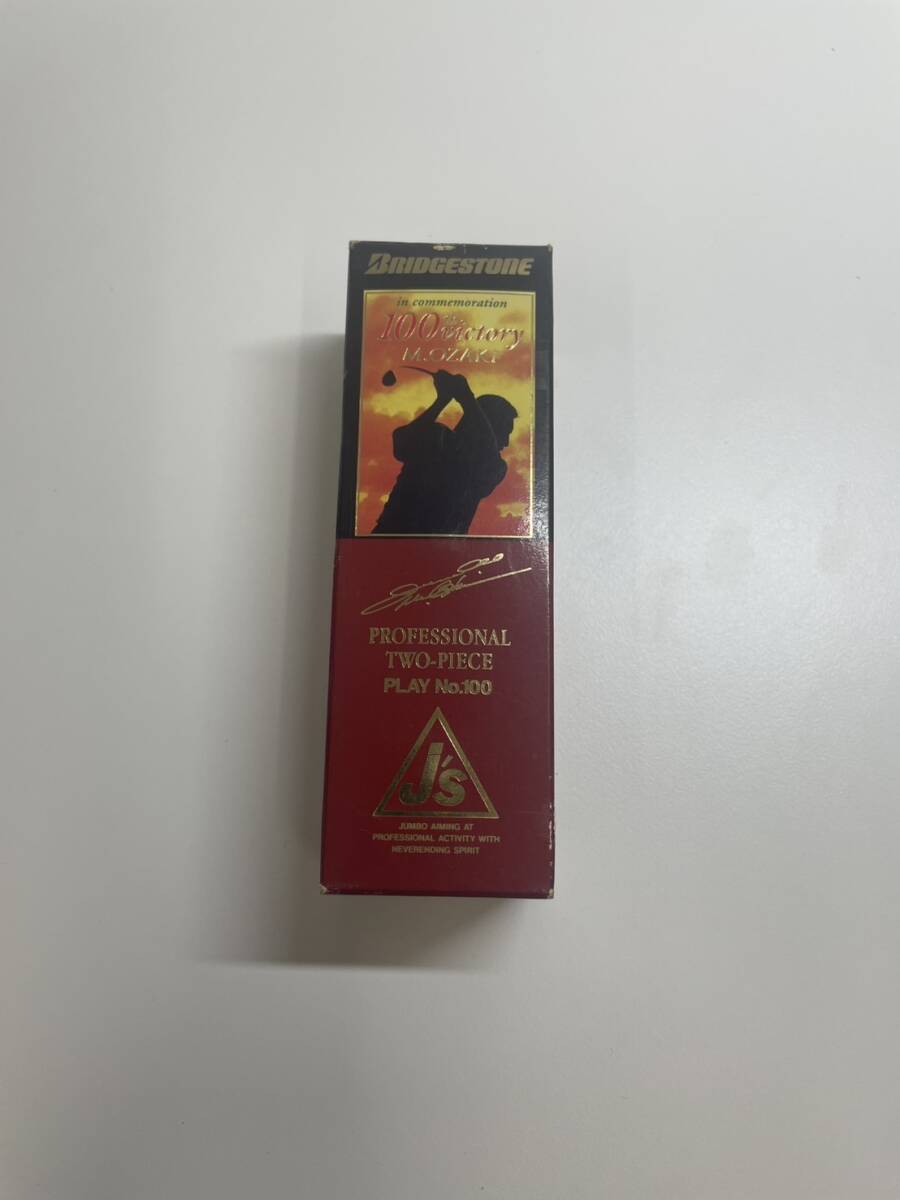 BRIDGESTONE
in commemoration
100th victory
M.OZAKI
PROFESSIONAL
TWO-PIECE
PLAY No.100
J's
JUMBO AIMING AT
PROFESSIONAL ACTIVITY WITH
NEVERENDING SPIRIT